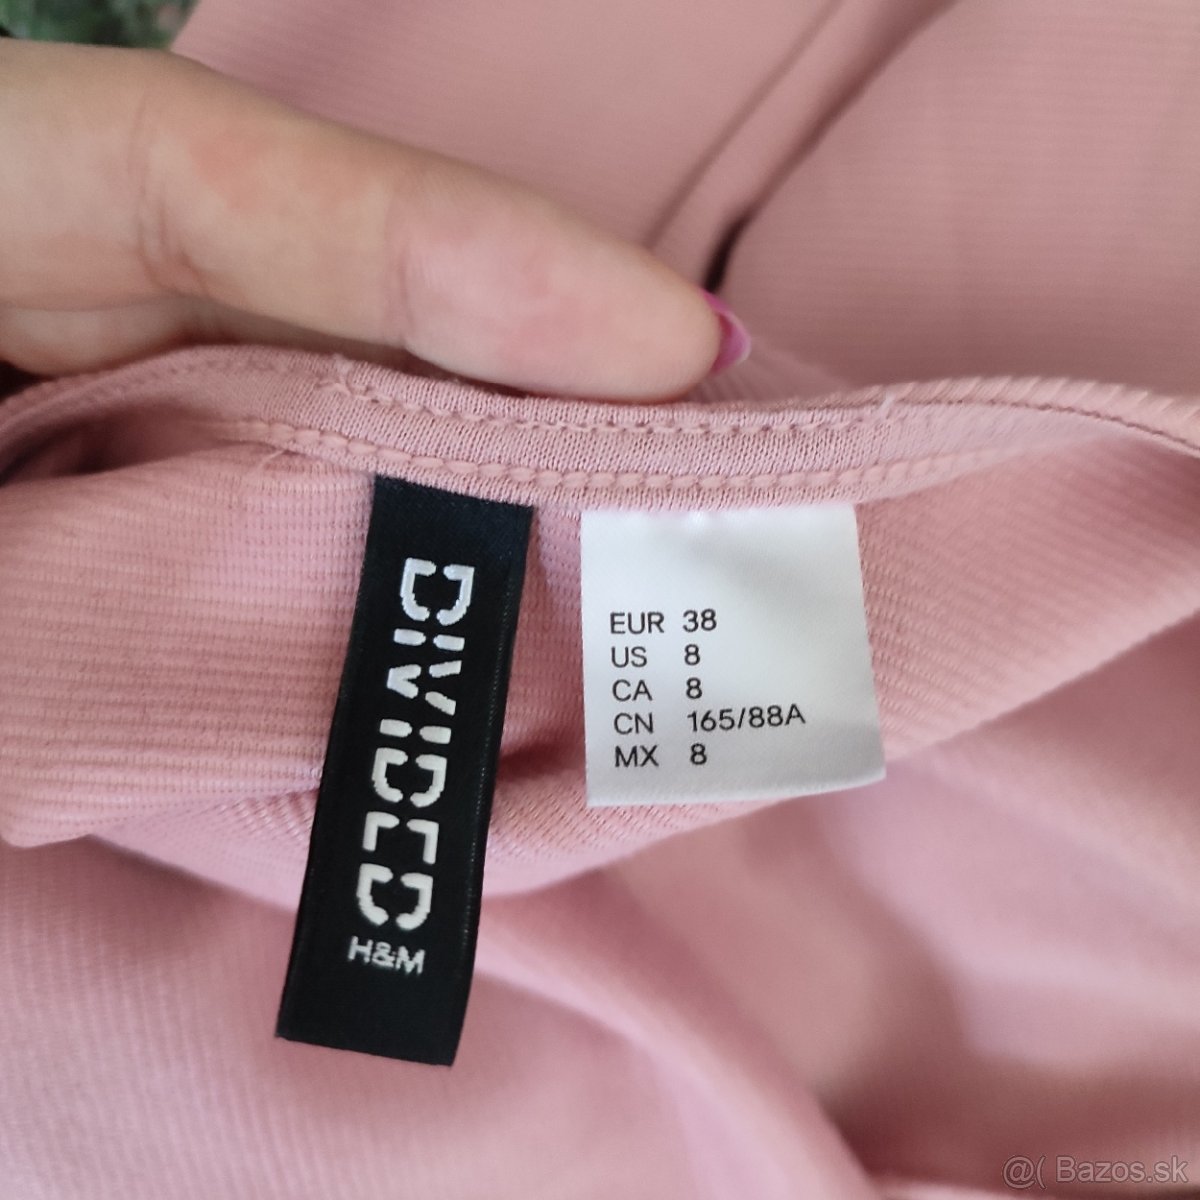 DIVIDED
H&M
EUR 38
US 8
CA 8
CN 165/88A
MX 8
@( Bazos.sk